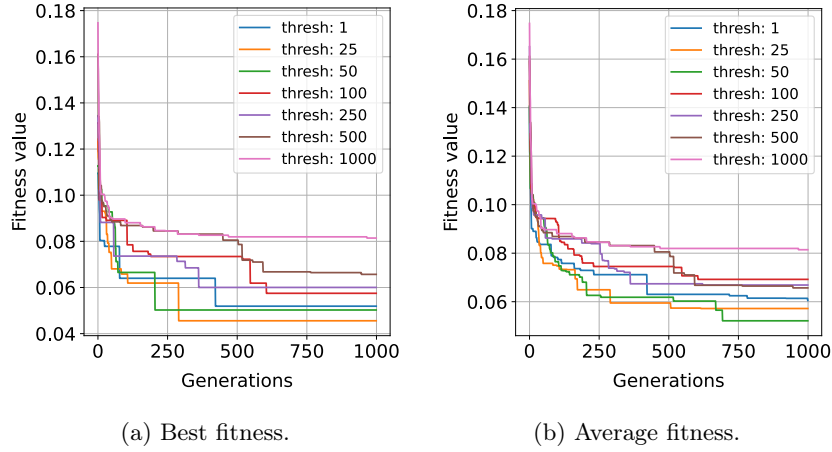 0.18
0.16
0.14
0.12
0.10
0.08
0.06
0.04
Fitness value
0 250 500 750 1000
Generations
thresh: 1
thresh: 25
thresh: 50
thresh: 100
thresh: 250
thresh: 500
thresh: 1000
(a) Best fitness.
0.18
0.16
0.14
0.12
0.10
0.08
0.06
Fitness value
0 250 500 750 1000
Generations
thresh: 1
thresh: 25
thresh: 50
thresh: 100
thresh: 250
thresh: 500
thresh: 1000
(b) Average fitness.